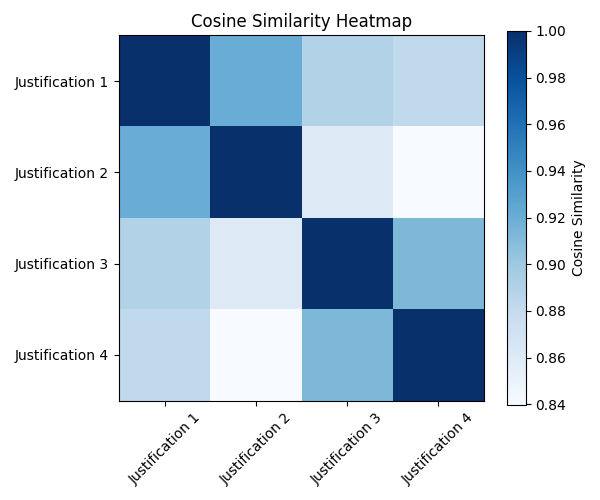 Cosine Similarity Heatmap
Justification 1
Justification 2
Justification 3
Justification 4
Justification 1
Justification 2
Justification 3
Justification 4
1.00
0.98
0.96
0.94
0.92
0.90
0.88
0.86
0.84
Cosine Similarity